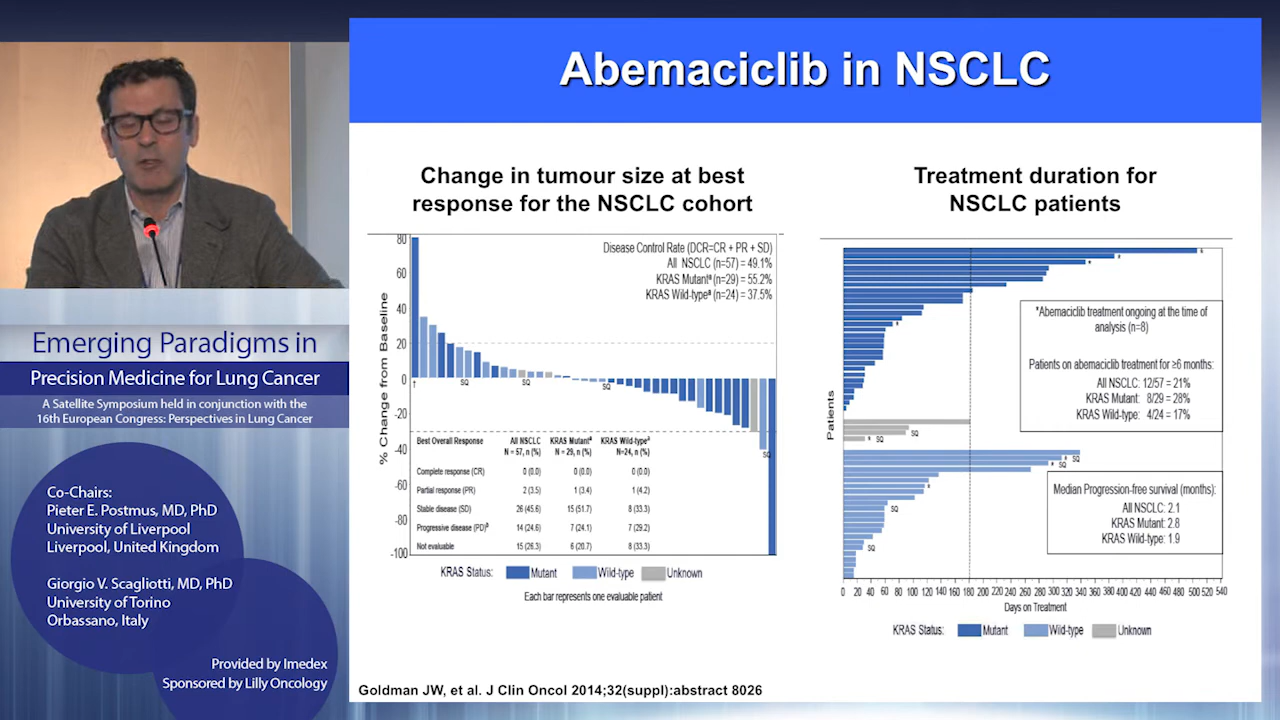 Abemaciclib in NSCLC
Change in tumour size at best
response for the NSCLC cohort
% Change from Baseline
80
60
40
20
0
-20
-40
-60
-80
-100
Disease Control Rate (DCR=CR + PR + SD)
All NSCLC (n=57) = 49.1%
KRAS Mutantª (n=29) = 55.2%
KRAS Wild-typeª (n=24) = 37.5%
SQ
SQ
SQ
SQ
Best Overall Response All NSCLC KRAS Mutantª KRAS Wild-typeª
N = 57, n (%) N = 29, n (%) N=24, n (%)
Complete response (CR) 0 (0.0) 0 (0.0) 0 (0.0)
Partial response (PR) 2 (3.5) 1 (3.4) 1 (4.2)
Stable disease (SD) 26 (45.6) 15 (51.7) 8 (33.3)
Progressive disease (PD)ᵇ 14 (24.6) 7 (24.1) 7 (29.2)
Not evaluable 15 (26.3) 6 (20.7) 8 (33.3)
KRAS Status: Mutant Wild-type Unknown
Each bar represents one evaluable patient
Treatment duration for
NSCLC patients
Patients
*Abemaciclib treatment ongoing at the time of
analysis (n=8)
Patients on abemaciclib treatment for ≥6 months:
All NSCLC: 12/57 = 21%
KRAS Mutant: 8/29 = 28%
KRAS Wild-type: 4/24 = 17%
SQ
* SQ
* SQ
* SQ
SQ
SQ
Median Progression-free survival (months):
All NSCLC: 2.1
KRAS Mutant: 2.8
KRAS Wild-type: 1.9
0 20 40 60 80 100 120 140 160 180 200 220 240 260 280 300 320 340 360 380 400 420 440 460 480 500 520 540
Days on Treatment
KRAS Status: Mutant Wild-type Unknown
Goldman JW, et al. J Clin Oncol 2014;32(suppl):abstract 8026
Emerging Paradigms in
Precision Medicine for Lung Cancer
A Satellite Symposium held in conjunction with the
16th European Congress: Perspectives in Lung Cancer
Co-Chairs:
Pieter E. Postmus, MD, PhD
University of Liverpool
Liverpool, United Kingdom
Giorgio V. Scagliotti, MD, PhD
University of Torino
Orbassano, Italy
Provided by Imedex
Sponsored by Lilly Oncology